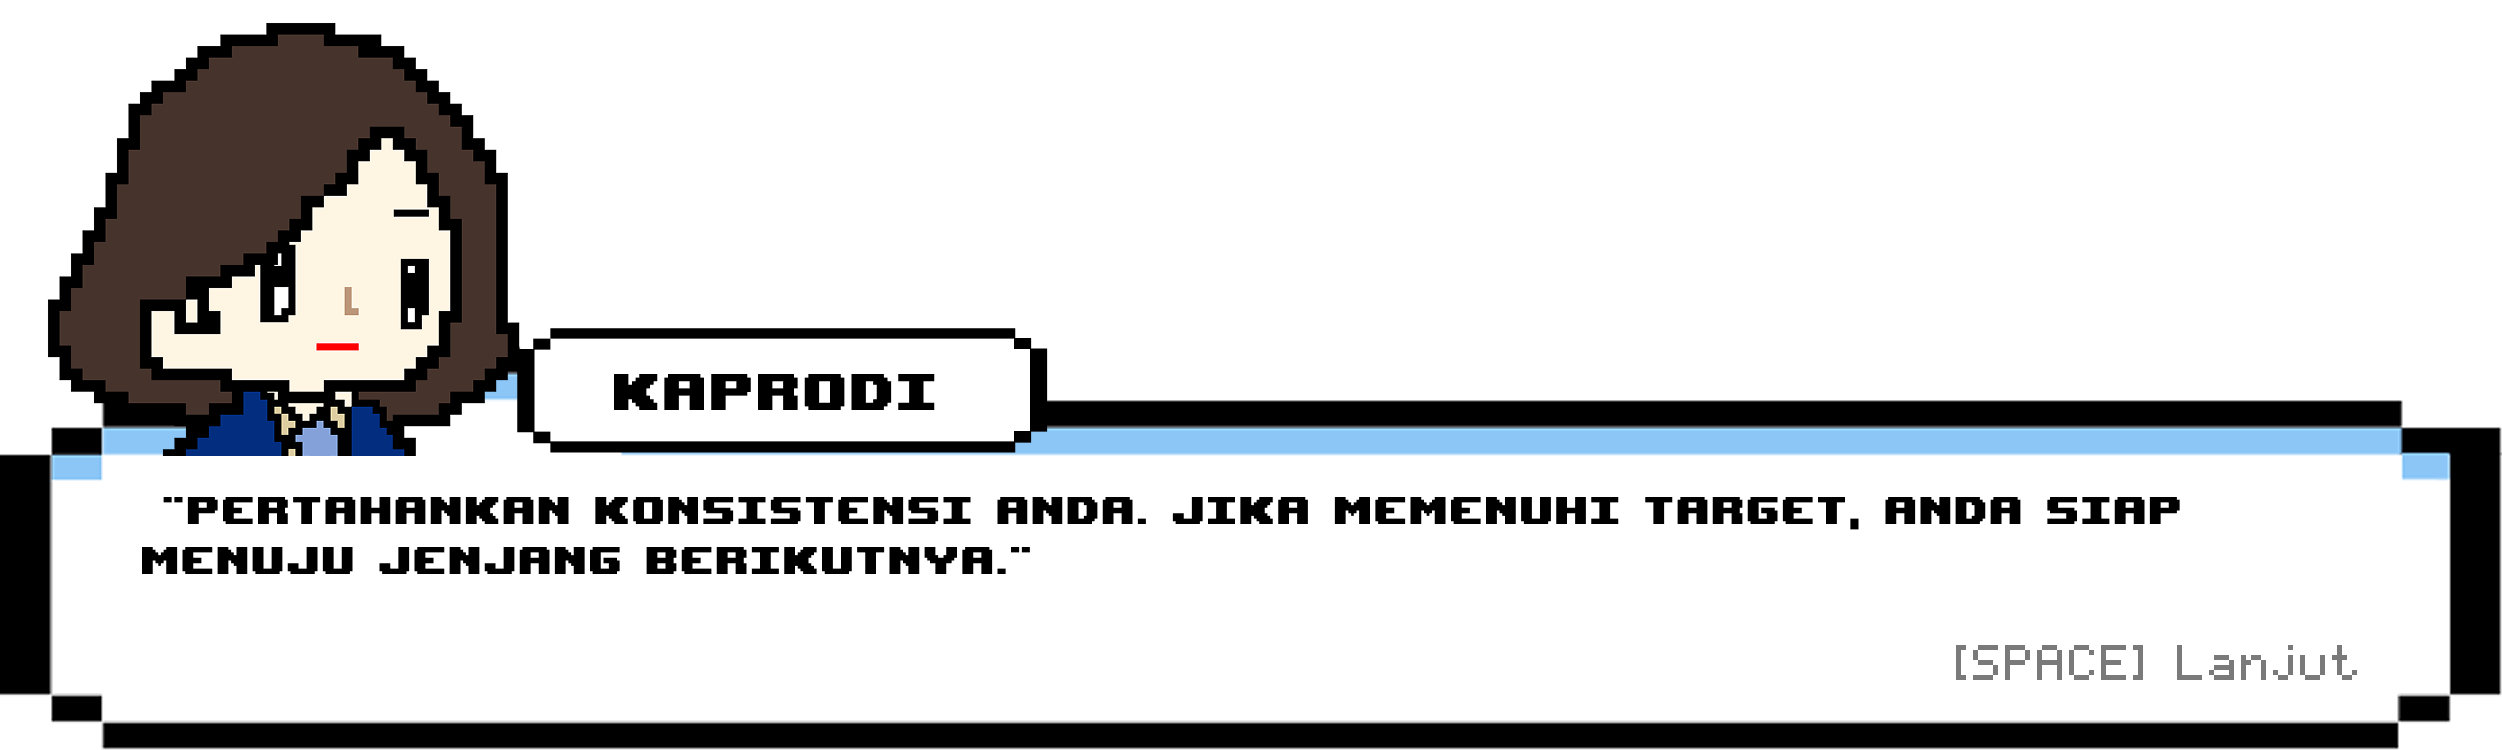 KAPRODI
"PERTAHANKAN KONSISTENSI ANDA. JIKA MEMENUHI TARGET, ANDA SIAP
MENUJU JENJANG BERIKUTNYA."
[SPACE] Lanjut